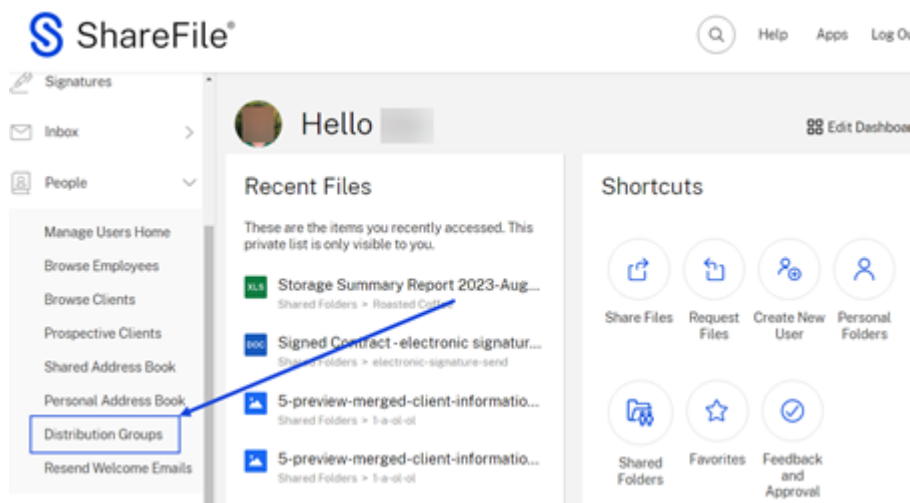 ShareFile®
Help Apps Log Ou
Signatures
Inbox
People
Manage Users Home
Browse Employees
Browse Clients
Prospective Clients
Shared Address Book
Personal Address Book
Distribution Groups
Resend Welcome Emails
Hello
Edit Dashboar
Recent Files
These are the items you recently accessed. This
private list is only visible to you.
XLS
Storage Summary Report 2023-Aug...
Shared Folders > Roasted Coffee
DOC
Signed Contract - electronic signatur...
Shared Folders > electronic-signature-send
5-preview-merged-client-informatio...
Shared Folders > 1-a-ol-ol
5-preview-merged-client-informatio...
Shared Folders > 1-a-ol-ol
Shortcuts
Share Files
Request
Files
Create New
User
Personal
Folders
Shared
Folders
Favorites
Feedback
and
Approval